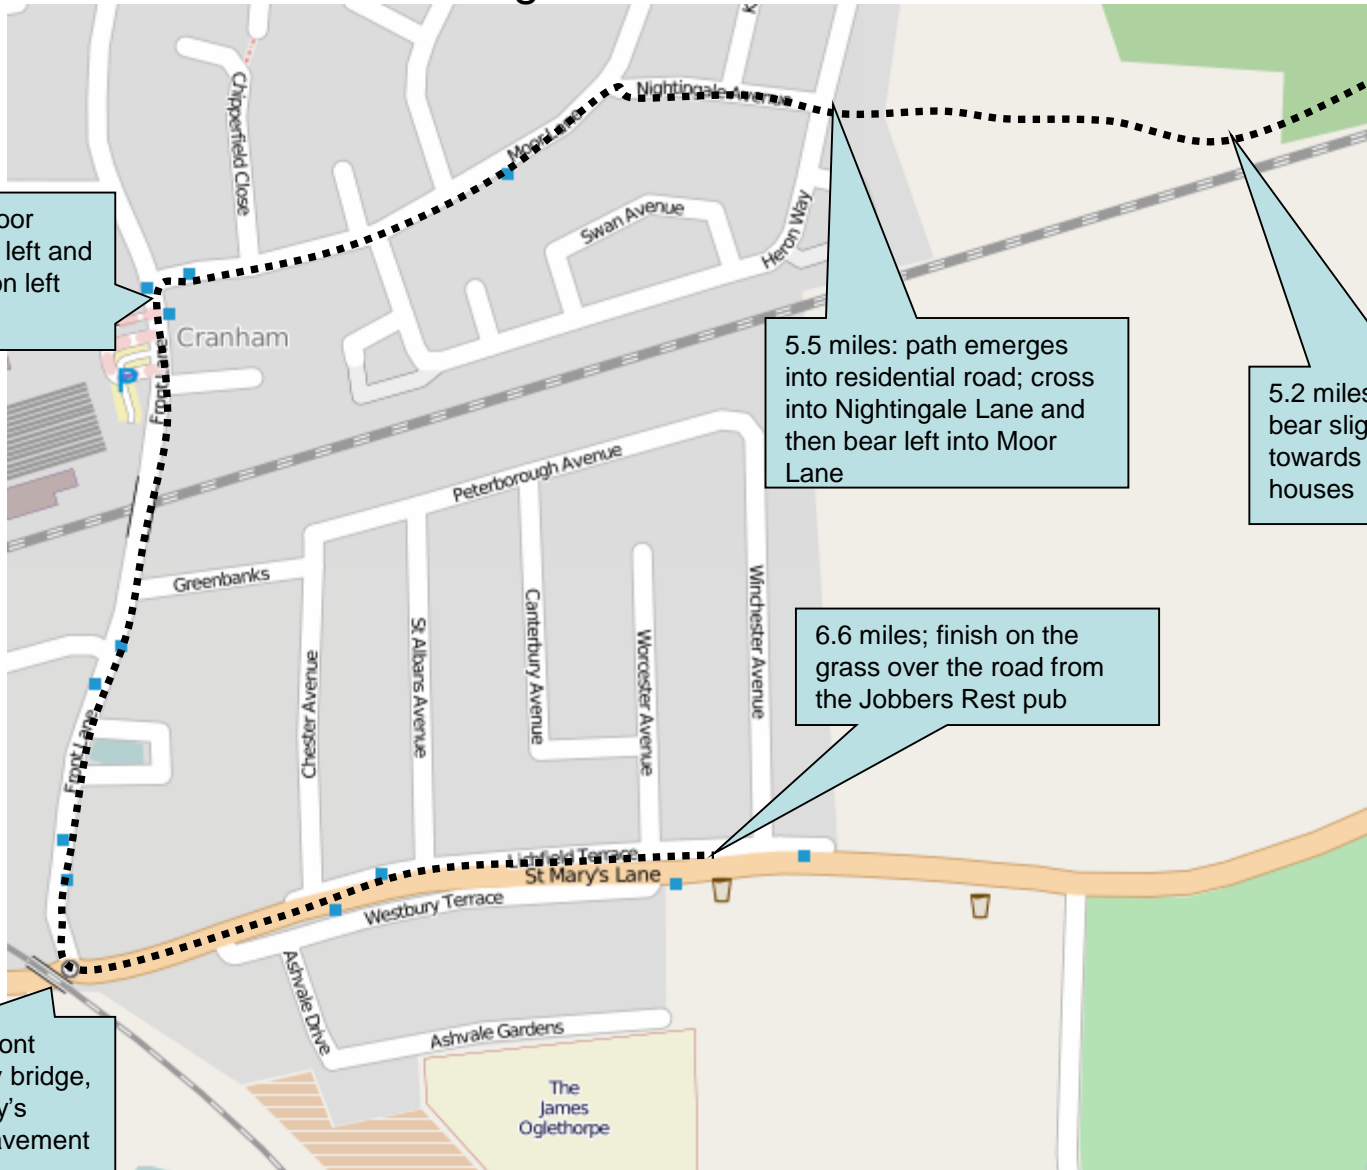 g
Chipperfield Close
Nightingale Avenue
Moor Lane
Swan Avenue
Heron Way
oor
left and
on left
Cranham
P
Front Lane
5.5 miles: path emerges
into residential road; cross
into Nightingale Lane and
then bear left into Moor
Lane
5.2 miles
bear slig
towards
houses
Peterborough Avenue
Greenbanks
Chester Avenue
St Albans Avenue
Canterbury Avenue
Worcester Avenue
Winchester Avenue
6.6 miles; finish on the
grass over the road from
the Jobbers Rest pub
Front Lane
Lichfield Terrace
St Mary's Lane
Westbury Terrace
Ashvale Drive
Ashvale Gardens
ont
bridge,
y’s
avement
The
James
Oglethorpe